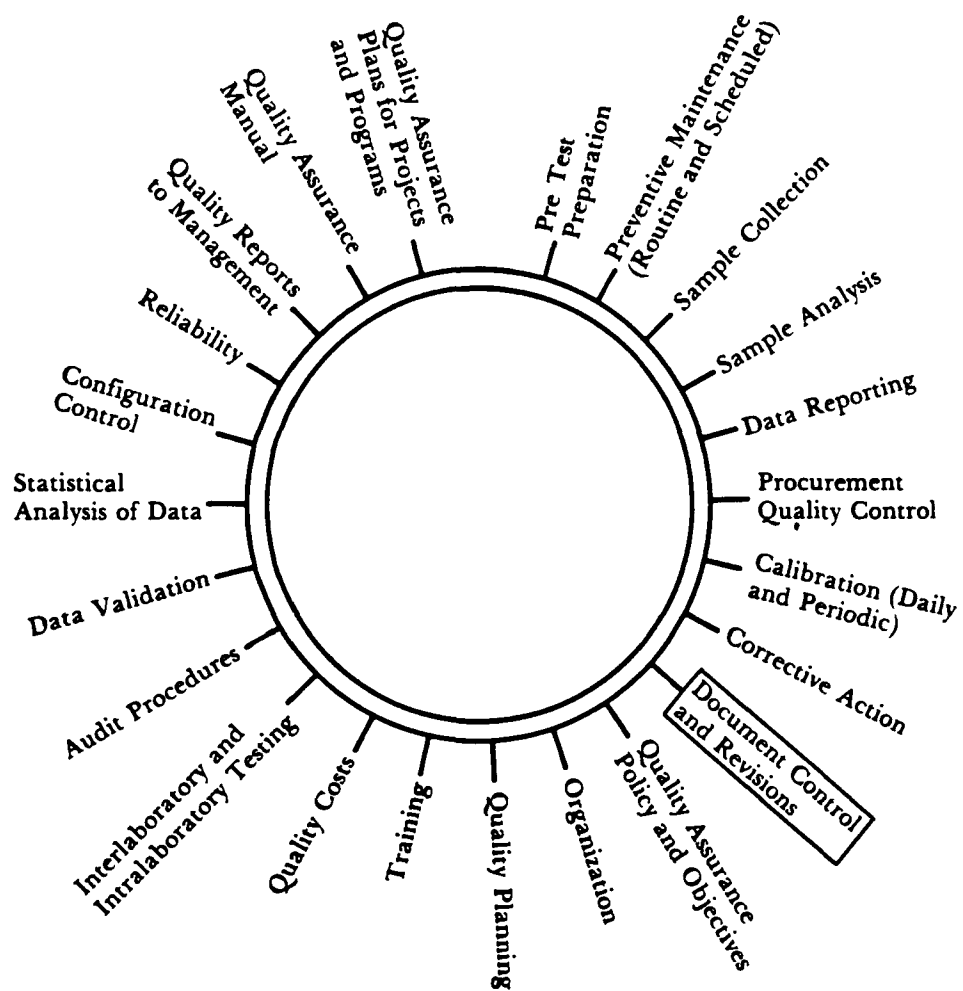 Quality Assurance
Plans for Projects
and Programs
Pre Test
Preparation
Preventive Maintenance
(Routine and Scheduled)
Sample Collection
Sample Analysis
Data Reporting
Procurement
Quality Control
Calibration (Daily
and Periodic)
Corrective Action
Document Control
and Revisions
Quality Assurance
Policy and Objectives
Organization
Quality Planning
Training
Quality Costs
Interlaboratory and
Intralaboratory Testing
Audit Procedures
Data Validation
Statistical
Analysis of Data
Configuration
Control
Reliability
Quality Reports
to Management
Quality Assurance
Manual